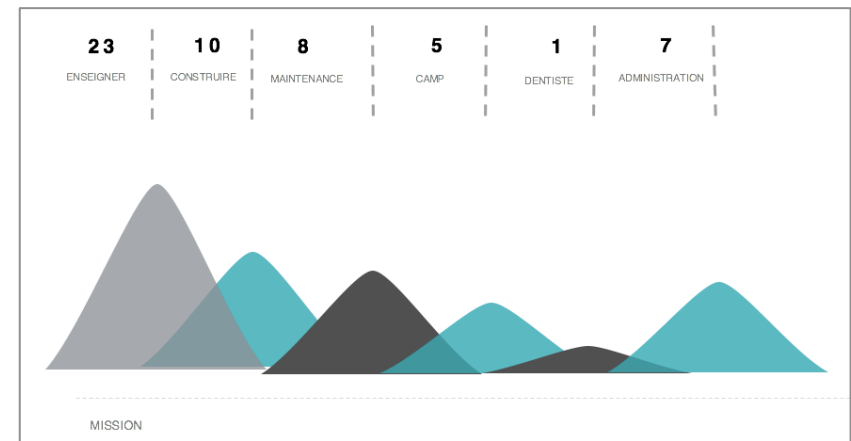 23 10 8 5 1 7
ENSEIGNER CONSTRUIRE MAINTENANCE CAMP DENTISTE ADMINISTRATION
MISSION